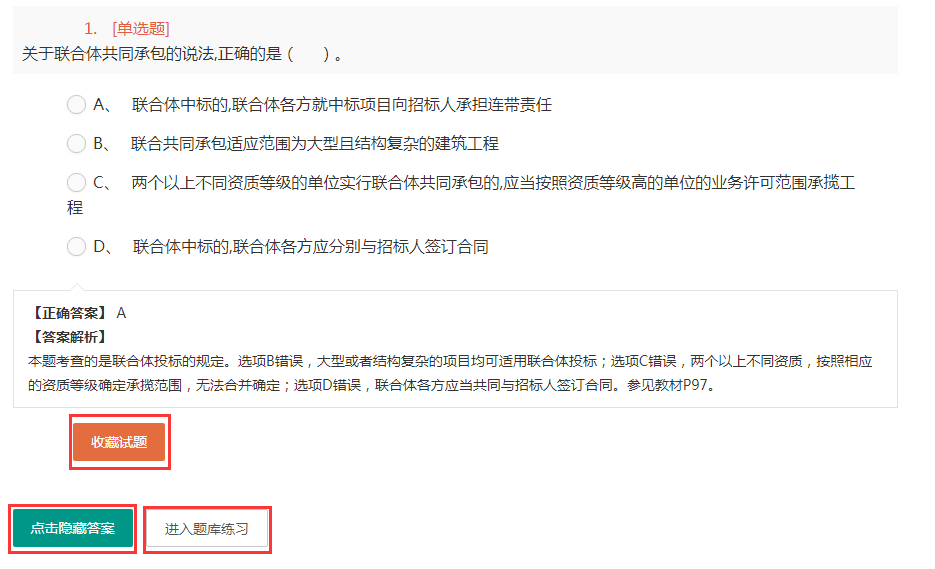 1. [单选题]
关于联合体共同承包的说法,正确的是 (  ) 。
A、 联合体中标的,联合体各方就中标项目向招标人承担连带责任
B、 联合共同承包适应范围为大型且结构复杂的建筑工程
C、 两个以上不同资质等级的单位实行联合体共同承包的,应当按照资质等级高的单位的业务许可范围承揽工
程
D、 联合体中标的,联合体各方应分别与招标人签订合同
【正确答案】 A
【答案解析】
本题考查的是联合体投标的规定。选项B错误，大型或者结构复杂的项目均可适用联合体投标；选项C错误，两个以上不同资质，按照相应
的资质等级确定承揽范围，无法合并确定；选项D错误，联合体各方应当共同与招标人签订合同。参见教材P97。
收藏试题
点击隐藏答案 进入题库练习